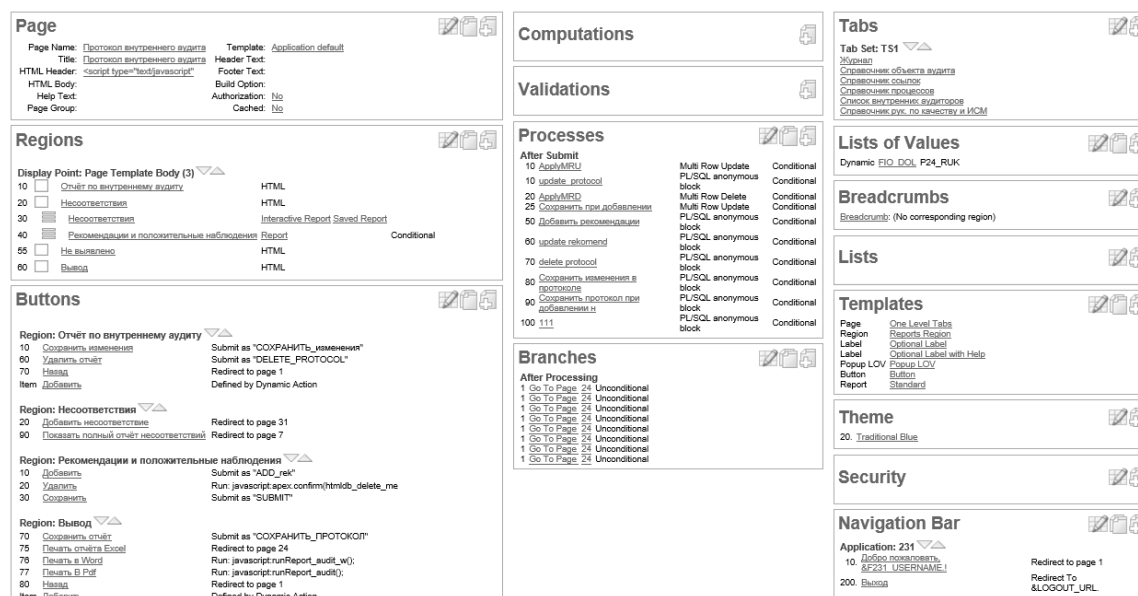 Page
Page Name: Протокол внутреннего аудита Template: Application default
Title: Протокол внутреннего аудита Header Text:
HTML Header: <script type="text/javascript" Footer Text:
HTML Body: Build Option:
Help Text: Authorization: No
Page Group: Cached: No
Regions
Display Point: Page Template Body (3)
10 Отчёт по внутреннему аудиту HTML
20 Несоответствия HTML
30 Несоответствия Interactive Report Saved Report
40 Рекомендации и положительные наблюдения Report Conditional
55 Не выявлено HTML
60 Вывод HTML
Buttons
Region: Отчёт по внутреннему аудиту
10 Сохранить изменения Submit as "СОХРАНИТЬ_изменения"
60 Удалить отчёт Submit as "DELETE_PROTOCOL"
70 Назад Redirect to page 1
Item Добавить Defined by Dynamic Action
Region: Несоответствия
20 Добавить несоответствие Redirect to page 31
90 Показать полный отчёт несоответствий Redirect to page 7
Region: Рекомендации и положительные наблюдения
10 Добавить Submit as "ADD_rek"
20 Удалить Run: javascript:apex.confirm(htmldb_delete_me
30 Сохранить Submit as "SUBMIT"
Region: Вывод
70 Сохранить отчёт Submit as "СОХРАНИТЬ_ПРОТОКОЛ"
75 Печать отчёта Excel Redirect to page 24
76 Печать в Word Run: javascript:runReport_audit_w();
77 Печать В Pdf Run: javascript:runReport_audit();
80 Назад Redirect to page 1
Item Добавить Defined by Dynamic Action
Computations
Validations
Processes
After Submit
10 ApplyMRU Multi Row Update Conditional
10 update_protocol PL/SQL anonymous block Conditional
20 ApplyMRD Multi Row Delete Conditional
25 Сохранить при добавлении Multi Row Update Conditional
50 Добавить рекомендации PL/SQL anonymous block Conditional
60 update rekomend PL/SQL anonymous block Conditional
70 delete protocol PL/SQL anonymous block Conditional
80 Сохранить изменения в протоколе PL/SQL anonymous block Conditional
90 Сохранить протокол при добавлении н PL/SQL anonymous block Conditional
100 111 PL/SQL anonymous block Conditional
Branches
After Processing
1 Go To Page 24 Unconditional
1 Go To Page 24 Unconditional
1 Go To Page 24 Unconditional
1 Go To Page 24 Unconditional
1 Go To Page 24 Unconditional
1 Go To Page 24 Unconditional
1 Go To Page 24 Unconditional
1 Go To Page 24 Unconditional
Tabs
Tab Set: TS1
Журнал
Справочник объекта аудита
Справочник ссылок
Справочник процессов
Список внутренних аудиторов
Справочник рук. по качеству и ИСМ
Lists of Values
Dynamic FIO_DOL P24_RUK
Breadcrumbs
Breadcrumb: (No corresponding region)
Lists
Templates
Page One Level Tabs
Region Reports Region
Label Optional Label
Label Optional Label with Help
Popup LOV Popup LOV
Button Button
Report Standard
Theme
20. Traditional Blue
Security
Navigation Bar
Application: 231
10. Добро пожаловать, &F231_USERNAME.! Redirect to page 1
200. Выход Redirect To &LOGOUT_URL.